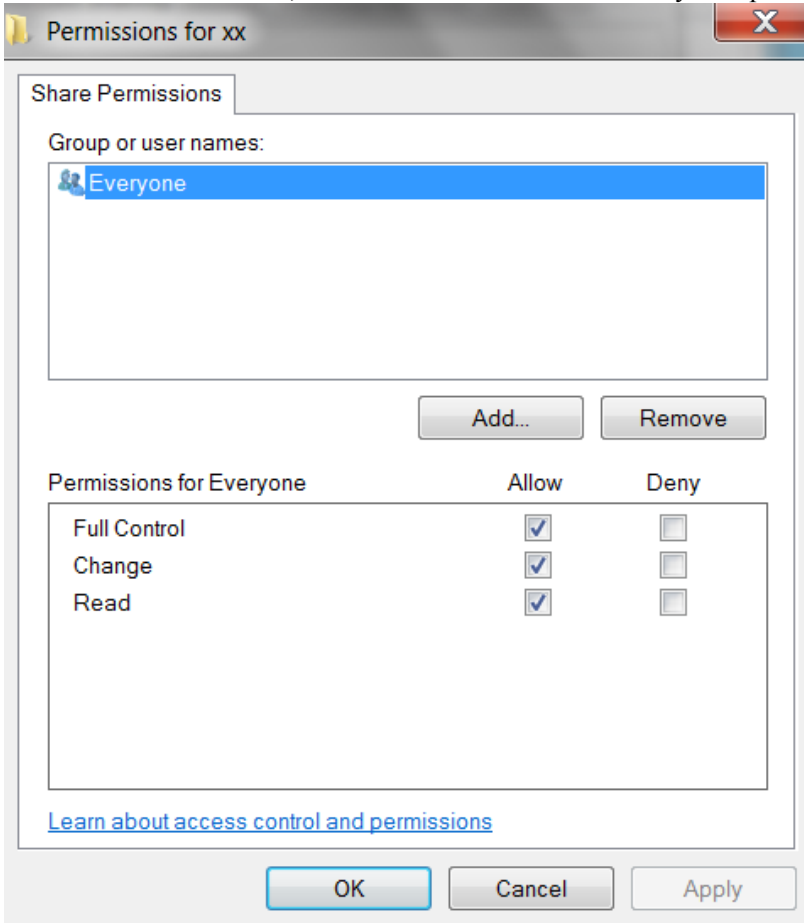 Permissions for xx
X
Share Permissions
Group or user names:
Everyone
Add...
Remove
Permissions for Everyone Allow Deny
Full Control
Change
Read
Learn about access control and permissions
OK
Cancel
Apply